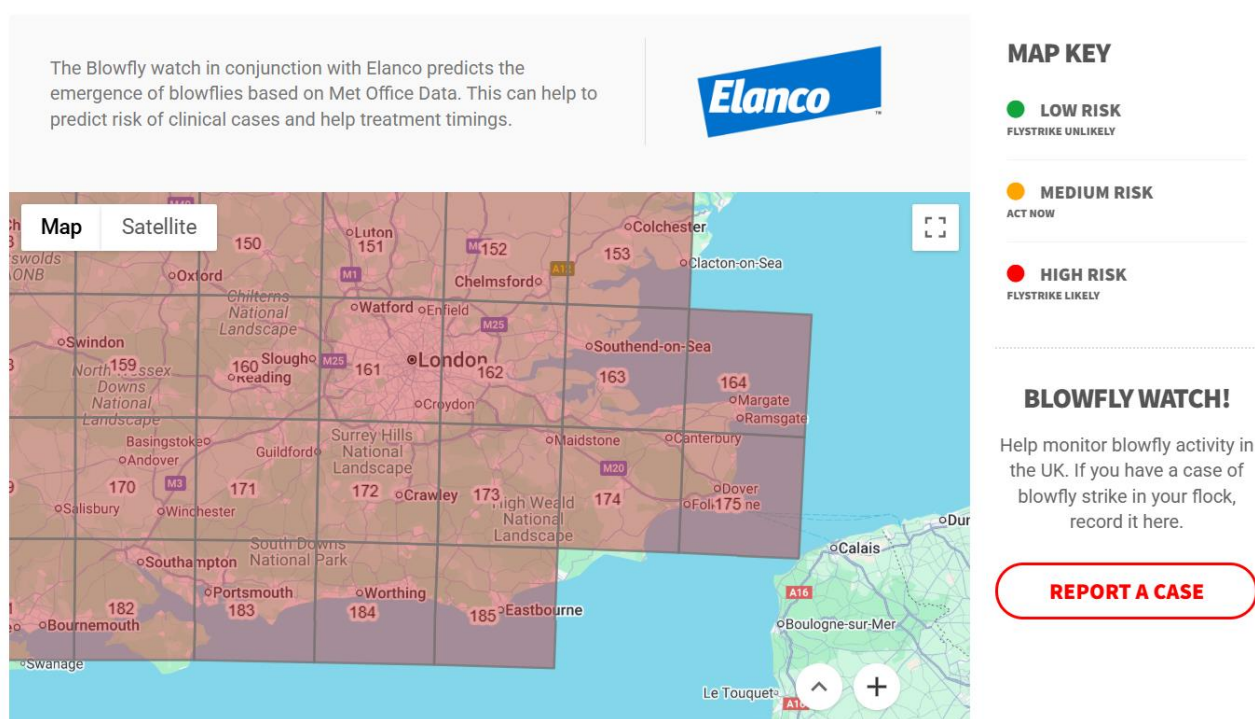 The Blowfly watch in conjunction with Elanco predicts the
emergence of blowflies based on Met Office Data. This can help to
predict risk of clinical cases and help treatment timings.
Elanco
™
MAP KEY
LOW RISK
FLYSTRIKE UNLIKELY
MEDIUM RISK
ACT NOW
HIGH RISK
FLYSTRIKE LIKELY
BLOWFLY WATCH!
Help monitor blowfly activity in
the UK. If you have a case of
blowfly strike in your flock,
record it here.
REPORT A CASE
Map
Satellite
M40
Luton
Colchester
150
151
152
153
AONB
Oxford
M1
A12
Clacton-on-Sea
Chelmsford
Chilterns
National
Landscape
Watford
Enfield
M25
Swindon
Southend-on-Sea
159
North Wessex
Downs
National
Landscape
160
Slough
M25
Reading
161
London
162
163
164
Margate
Croydon
Ramsgate
Basingstoke
Andover
Guildford
Surrey Hills
National
Landscape
Maidstone
Canterbury
M20
170
M3
171
172
Crawley
173
High Weald
National
Landscape
174
Dover
175
Salisbury
Winchester
South Downs
National Park
Southampton
Calais
Portsmouth
Worthing
A16
182
183
184
185
Eastbourne
Bournemouth
Boulogne-sur-Mer
Swanage
Le Touquet
A16